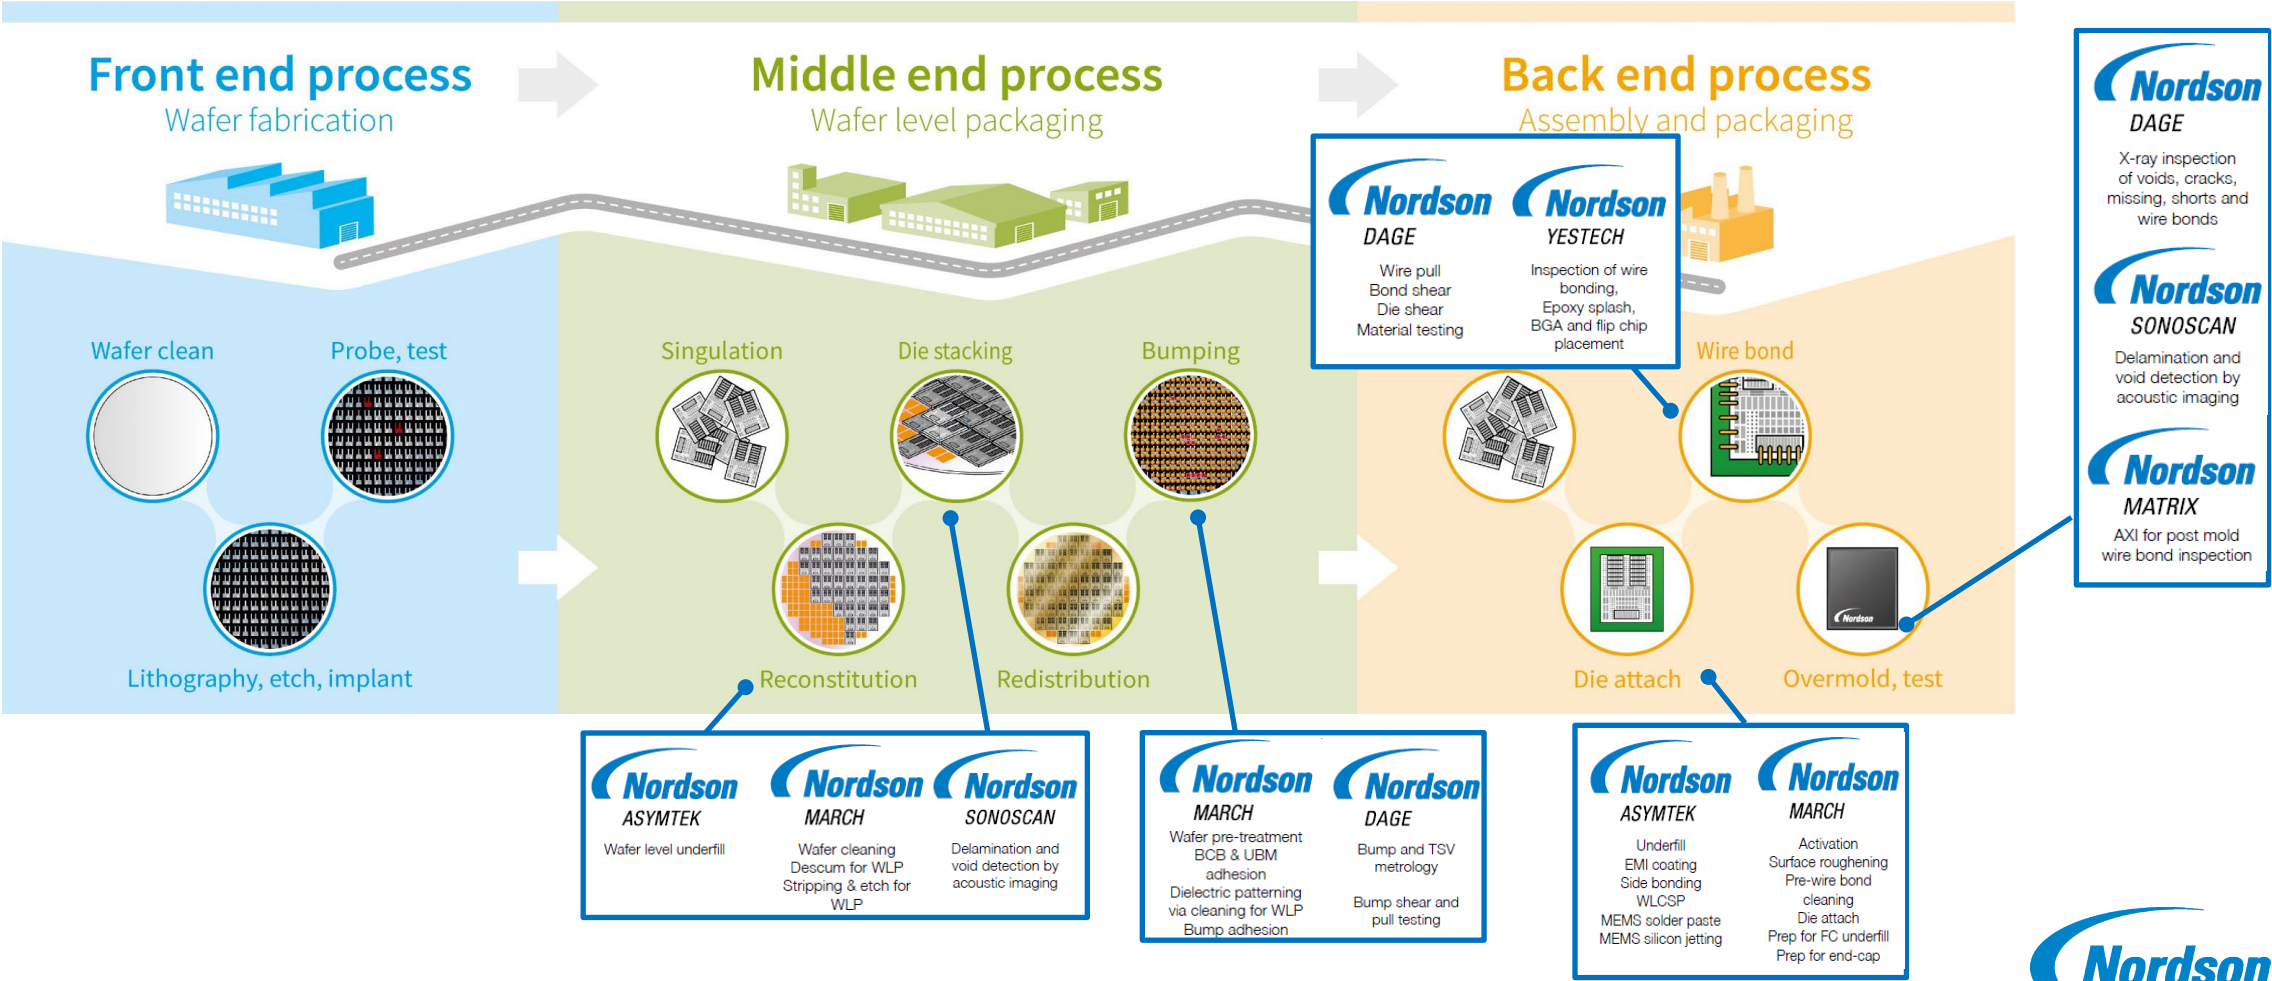 Front end process
Wafer fabrication
Middle end process
Wafer level packaging
Back end process
Assembly and packaging
Wafer clean
Probe, test
Lithography, etch, implant
Singulation
Die stacking
Bumping
Reconstitution
Redistribution
Wire bond
Die attach
Overmold, test
Nordson
Nordson
DAGE
Wire pull
Bond shear
Die shear
Material testing
Nordson
YESTECH
Inspection of wire
bonding,
Epoxy splash,
BGA and flip chip
placement
Nordson
DAGE
X-ray inspection
of voids, cracks,
missing, shorts and
wire bonds
Nordson
SONOSCAN
Delamination and
void detection by
acoustic imaging
Nordson
MATRIX
AXI for post mold
wire bond inspection
Nordson
ASYMTEK
Wafer level underfill
Nordson
MARCH
Wafer cleaning
Descum for WLP
Stripping & etch for
WLP
Nordson
SONOSCAN
Delamination and
void detection by
acoustic imaging
Nordson
MARCH
Wafer pre-treatment
BCB & UBM
adhesion
Dielectric patterning
via cleaning for WLP
Bump adhesion
Nordson
DAGE
Bump and TSV
metrology
Bump shear and
pull testing
Nordson
ASYMTEK
Underfill
EMI coating
Side bonding
WLCSP
MEMS solder paste
MEMS silicon jetting
Nordson
MARCH
Activation
Surface roughening
Pre-wire bond
cleaning
Die attach
Prep for FC underfill
Prep for end-cap
Nordson